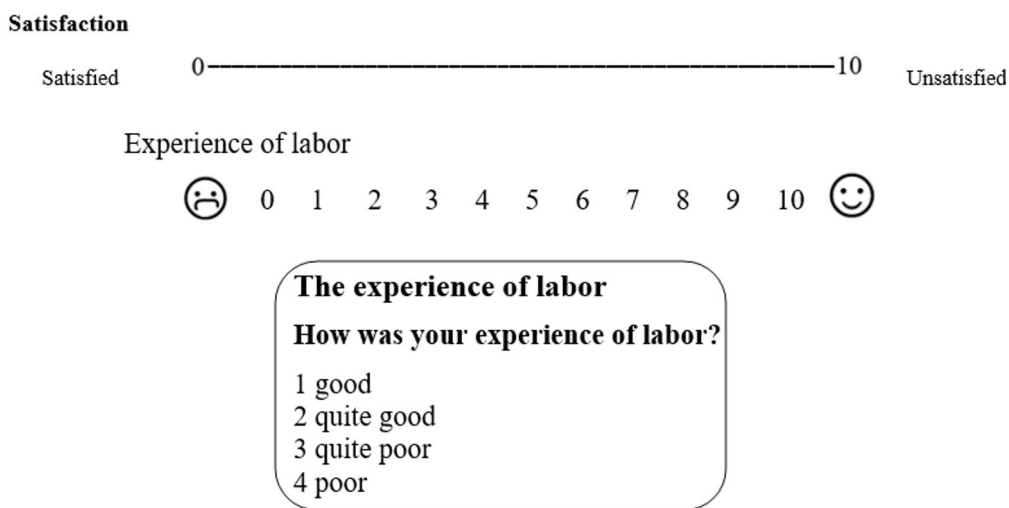 Satisfaction
Satisfied 0 10 Unsatisfied
Experience of labor
0 1 2 3 4 5 6 7 8 9 10
The experience of labor
How was your experience of labor?
1 good
2 quite good
3 quite poor
4 poor